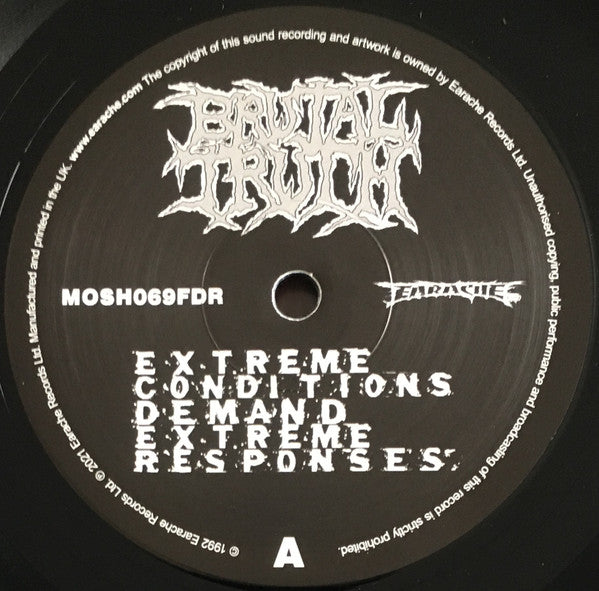 BRUTAL
TRUTH
MOSH069FDR
EARACHE
EXTREME
CONDITIONS
DEMAND
EXTREME
RESPONSES
A
© 1992 Earache Records Ltd. ℗ 2021 Earache Records Ltd. Manufactured and printed in the UK. www.earache.com The copyright of this sound recording and artwork is owned by Earache Records Ltd. Unauthorised copying, public performance and broadcasting of this record is strictly prohibited.